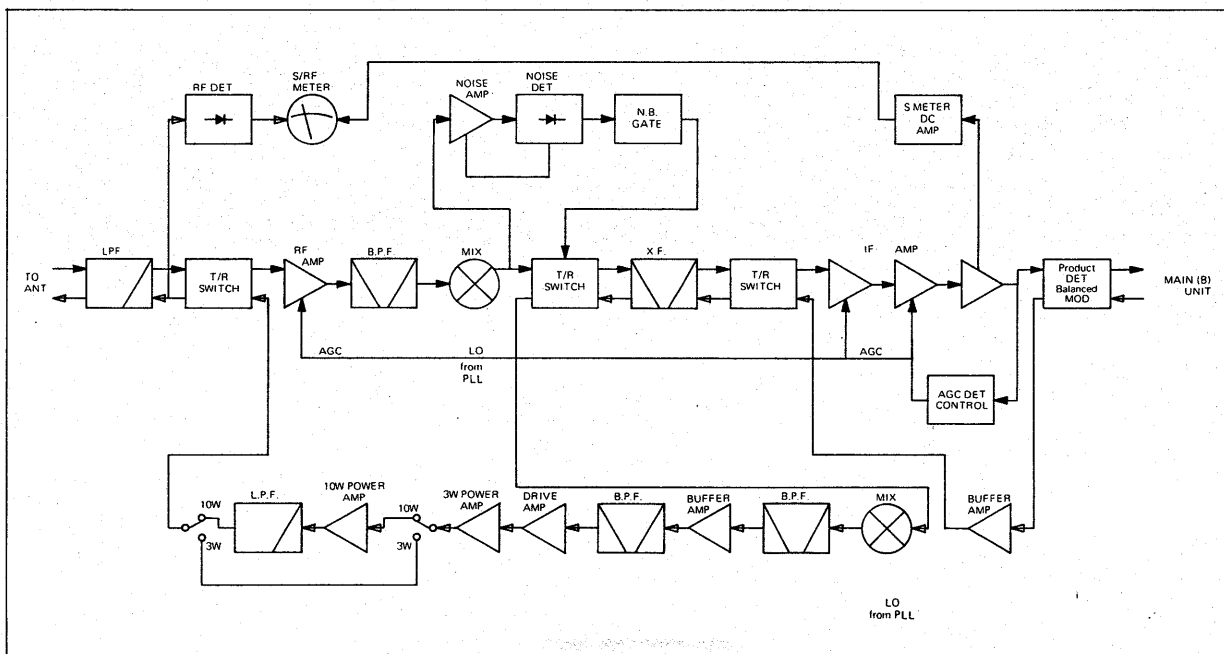 RF DET
S/RF
METER
NOISE
AMP
NOISE
DET
N.B.
GATE
S METER
DC
AMP
TO
ANT
LPF
T/R
SWITCH
RF
AMP
B.P.F.
MIX
T/R
SWITCH
X F.
T/R
SWITCH
IF AMP
Product
DET
Balanced
MOD
MAIN (B)
UNIT
AGC
LO
from
PLL
AGC
AGC DET
CONTROL
10W
3W
L.P.F.
10W POWER
AMP
10W
3W
3W POWER
AMP
DRIVE
AMP
B.P.F.
BUFFER
AMP
B.P.F.
MIX
BUFFER
AMP
LO
from PLL